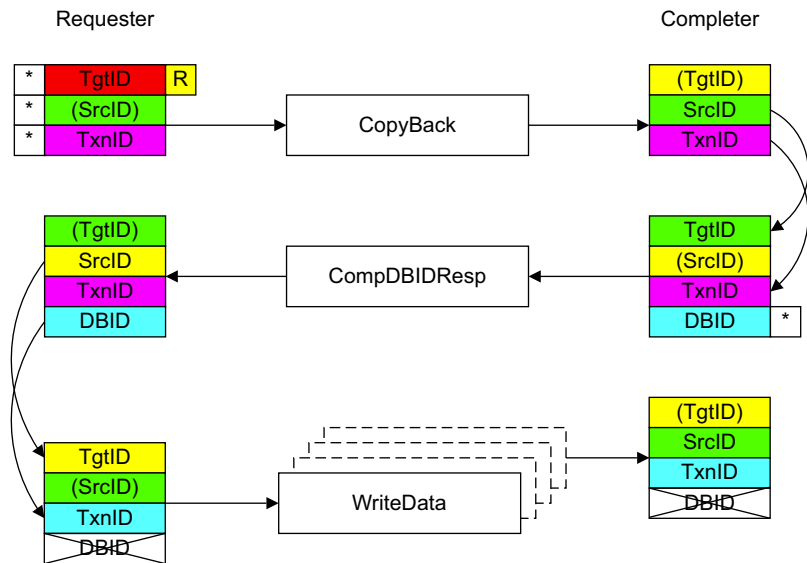 Requester
Completer
* TgtID R
* (SrcID)
* TxnID
CopyBack
(TgtID)
SrcID
TxnID
(TgtID)
SrcID
TxnID
DBID
CompDBIDResp
TgtID
(SrcID)
TxnID
DBID *
TgtID
(SrcID)
TxnID
DBID
WriteData
(TgtID)
SrcID
TxnID
DBID